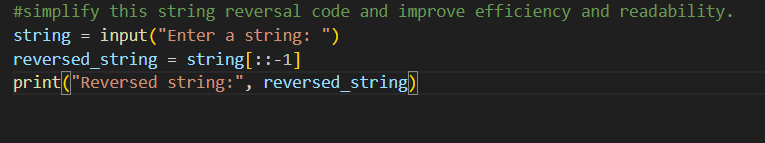 #simplify this string reversal code and improve efficiency and readability.
string = input("Enter a string: ")
reversed_string = string[::-1]
print("Reversed string:", reversed_string)